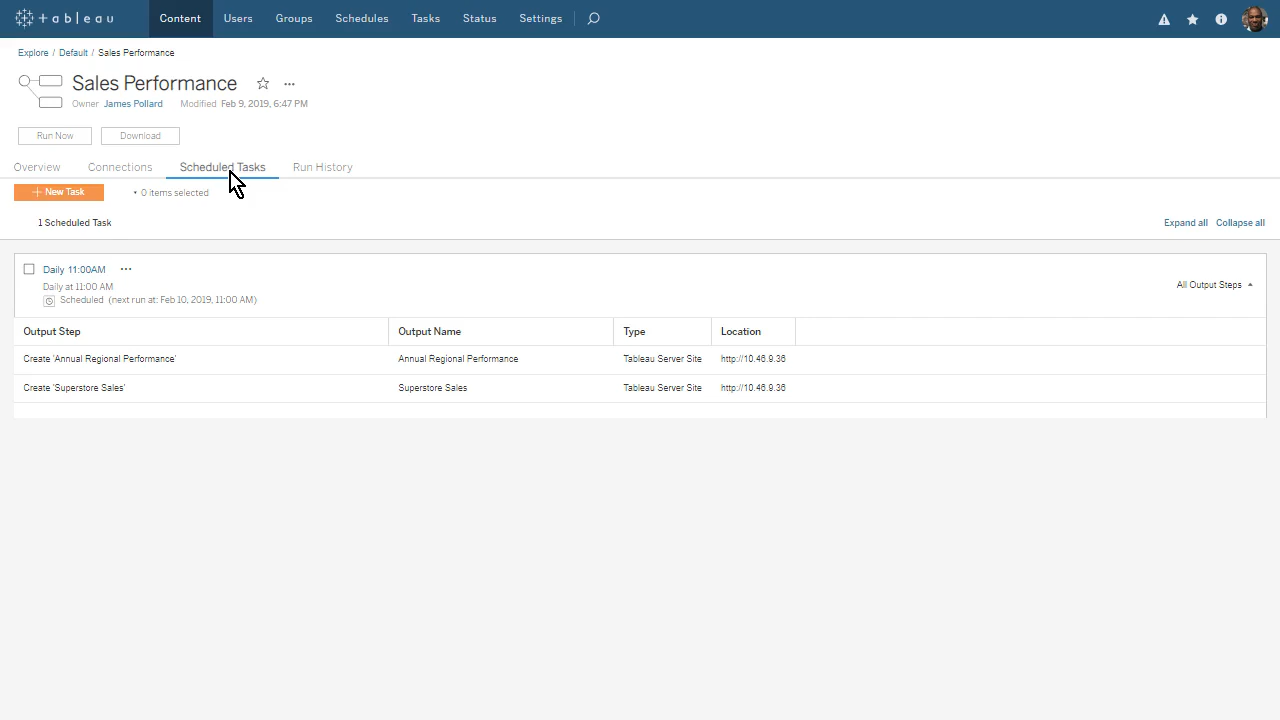 +ableau Content Users Groups Schedules Tasks Status Settings
Explore / Default / Sales Performance
Sales Performance
Owner James Pollard Modified Feb 9, 2019, 6:47 PM
Run Now Download
Overview Connections Scheduled Tasks Run History
New Task 0 items selected
1 Scheduled Task Expand all Collapse all
Daily 11:00AM
Daily at 11:00 AM
Scheduled (next run at: Feb 10, 2019, 11:00 AM)
All Output Steps
Output Step Output Name Type Location
Create 'Annual Regional Performance' Annual Regional Performance Tableau Server Site http://10.46.9.36
Create 'Superstore Sales' Superstore Sales Tableau Server Site http://10.46.9.36